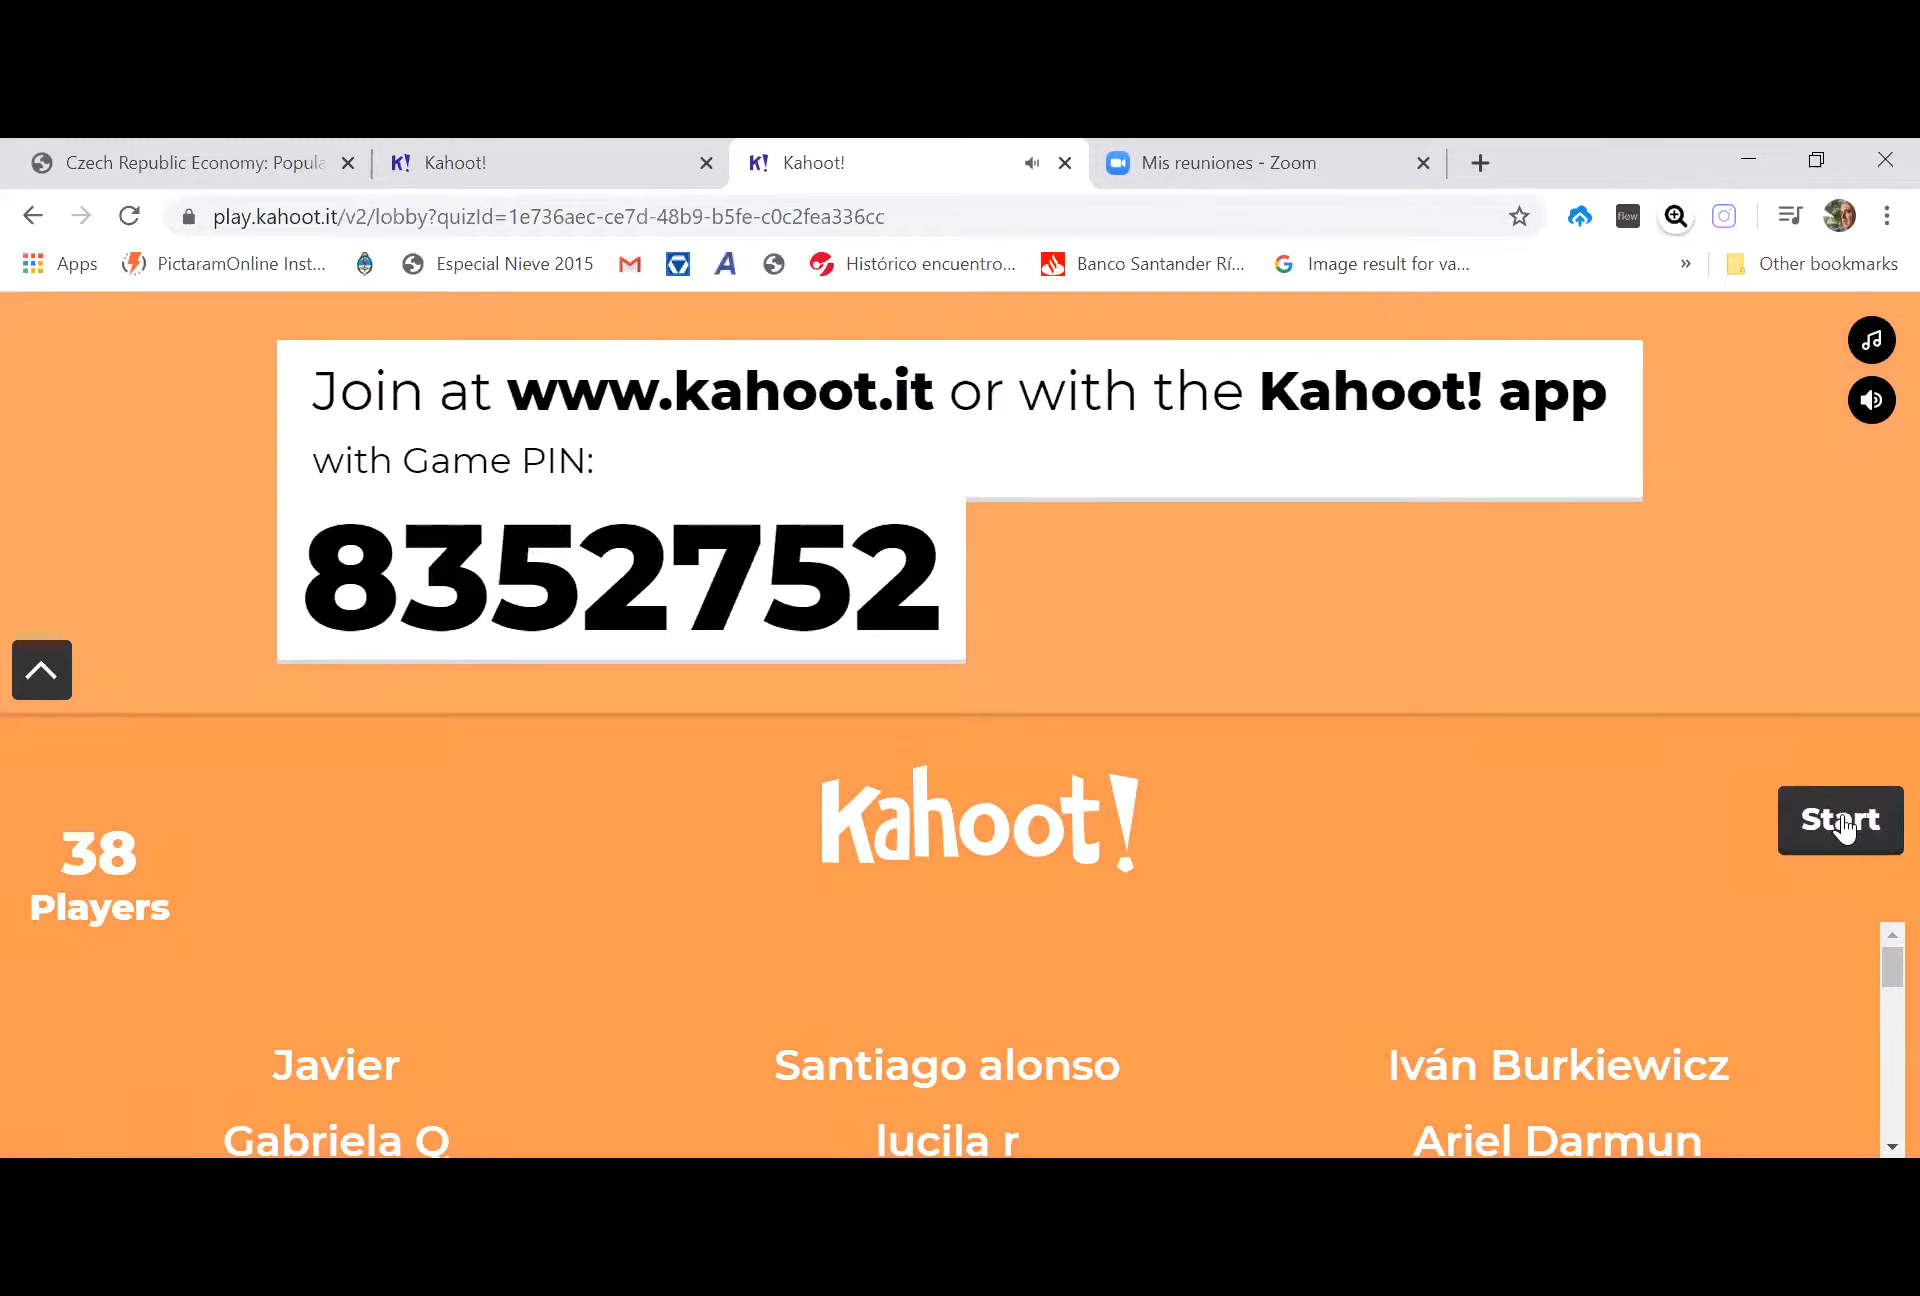 Czech Republic Economy: Popula
Kahoot!
Kahoot!
Mis reuniones - Zoom
play.kahoot.it/v2/lobby?quizId=1e736aec-ce7d-48b9-b5fe-c0c2fea336cc
flow
Apps
PictaramOnline Inst...
Especial Nieve 2015
Histórico encuentro...
Banco Santander Rí...
Image result for va...
»
Other bookmarks
Join at www.kahoot.it or with the Kahoot! app
with Game PIN:
8352752
Kahoot!
Start
38
Players
Javier
Santiago alonso
Iván Burkiewicz
Gabriela Q
lucila r
Ariel Darmun